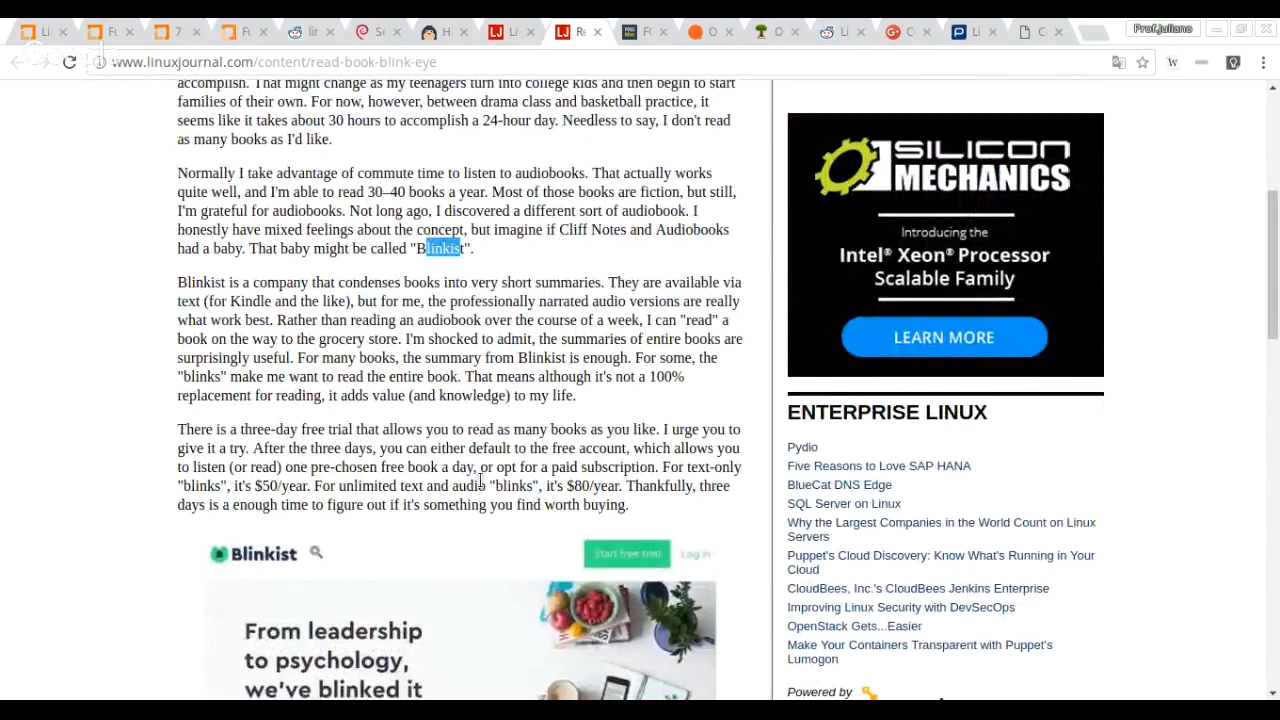 Li
Fu
7
Fu
lin
Se
H
Li
Re
FO
O
O
Li
C
Li
C
Prof.Juliano
www.linuxjournal.com/content/read-book-blink-eye
accomplish. That might change as my teenagers turn into college kids and then begin to start
families of their own. For now, however, between drama class and basketball practice, it
seems like it takes about 30 hours to accomplish a 24-hour day. Needless to say, I don't read
as many books as I'd like.
Normally I take advantage of commute time to listen to audiobooks. That actually works
quite well, and I'm able to read 30–40 books a year. Most of those books are fiction, but still,
I'm grateful for audiobooks. Not long ago, I discovered a different sort of audiobook. I
honestly have mixed feelings about the concept, but imagine if Cliff Notes and Audiobooks
had a baby. That baby might be called "Blinkist".
Blinkist is a company that condenses books into very short summaries. They are available via
text (for Kindle and the like), but for me, the professionally narrated audio versions are really
what work best. Rather than reading an audiobook over the course of a week, I can "read" a
book on the way to the grocery store. I'm shocked to admit, the summaries of entire books are
surprisingly useful. For many books, the summary from Blinkist is enough. For some, the
"blinks" make me want to read the entire book. That means although it's not a 100%
replacement for reading, it adds value (and knowledge) to my life.
There is a three-day free trial that allows you to read as many books as you like. I urge you to
give it a try. After the three days, you can either default to the free account, which allows you
to listen (or read) one pre-chosen free book a day, or opt for a paid subscription. For text-only
"blinks", it's $50/year. For unlimited text and audio "blinks", it's $80/year. Thankfully, three
days is a enough time to figure out if it's something you find worth buying.
Blinkist
Start free trial
Log in
From leadership
to psychology,
we've blinked it
SILICON
MECHANICS
Introducing the
Intel® Xeon® Processor
Scalable Family
LEARN MORE
ENTERPRISE LINUX
Pydio
Five Reasons to Love SAP HANA
BlueCat DNS Edge
SQL Server on Linux
Why the Largest Companies in the World Count on Linux
Servers
Puppet's Cloud Discovery: Know What's Running in Your
Cloud
CloudBees, Inc.'s CloudBees Jenkins Enterprise
Improving Linux Security with DevSecOps
OpenStack Gets...Easier
Make Your Containers Transparent with Puppet's
Lumogon
Powered by